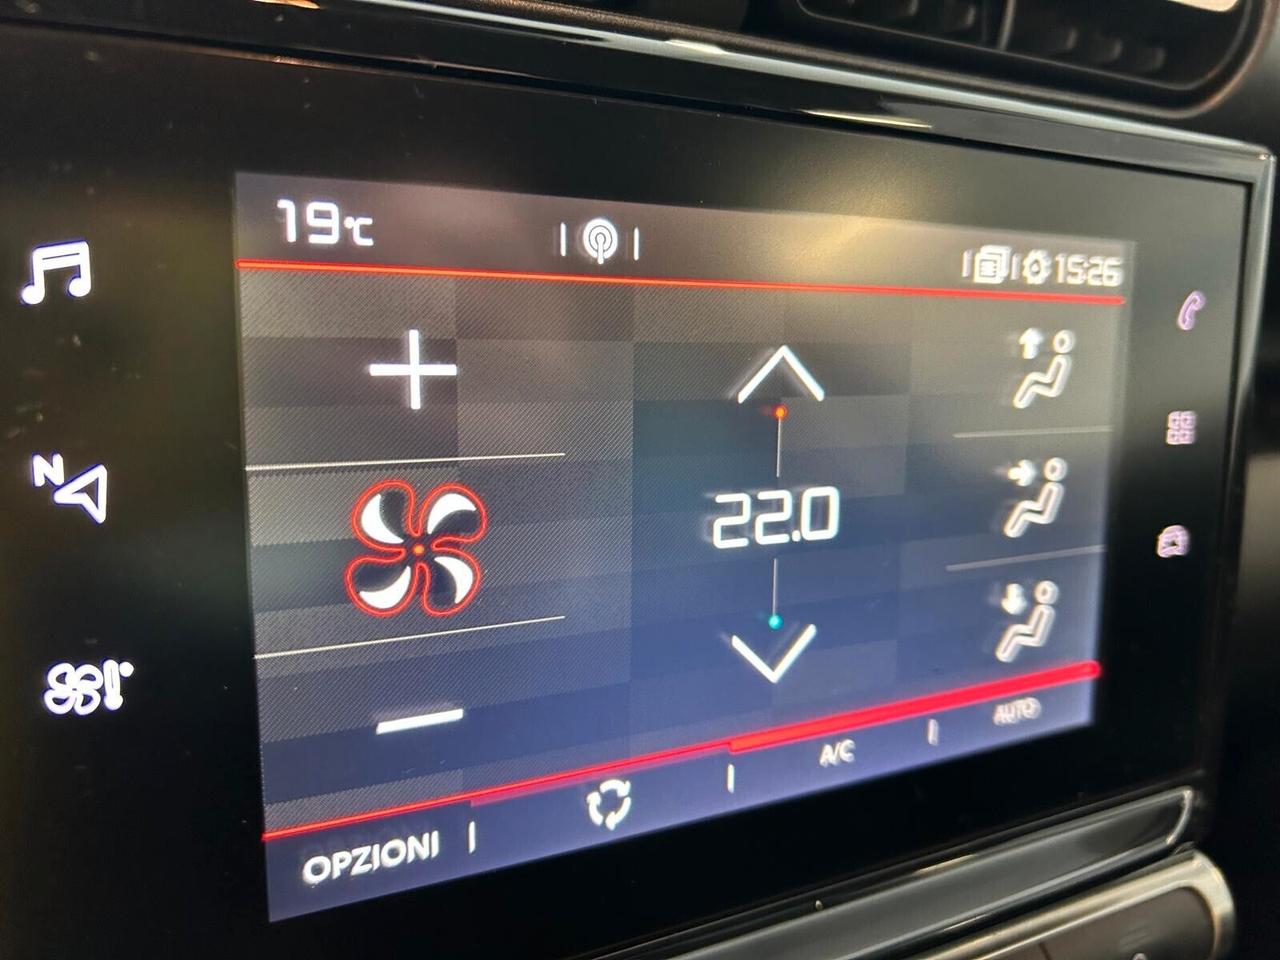 19°C
15:26
N
22.0
A/C
AUTO
OPZIONI